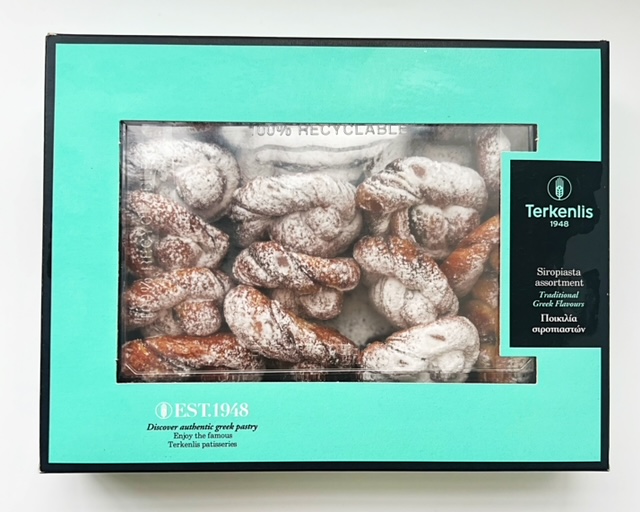 100% RECYCLABLE
Terkenlis
1948
Siropiasta
assortment
Traditional
Greek Flavours
Ποικιλία
σιροπιαστών
EST.1948
Discover authentic greek pastry
Enjoy the famous
Terkenlis patisseries